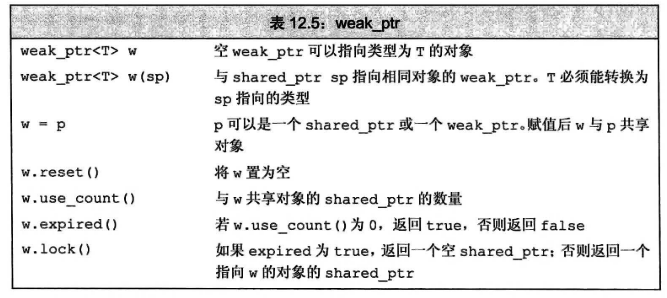 表 12.5：weak_ptr
weak_ptr<T> w 空 weak_ptr 可以指向类型为 T 的对象
weak_ptr<T> w(sp) 与 shared_ptr sp 指向相同对象的 weak_ptr。T 必须能转换为
sp 指向的类型
w = p p 可以是一个 shared_ptr 或一个 weak_ptr。赋值后 w 与 p 共享
对象
w.reset() 将 w 置为空
w.use_count() 与 w 共享对象的 shared_ptr 的数量
w.expired() 若 w.use_count()为 0，返回 true，否则返回 false
w.lock() 如果 expired 为 true，返回一个空 shared_ptr；否则返回一个
指向 w 的对象的 shared_ptr